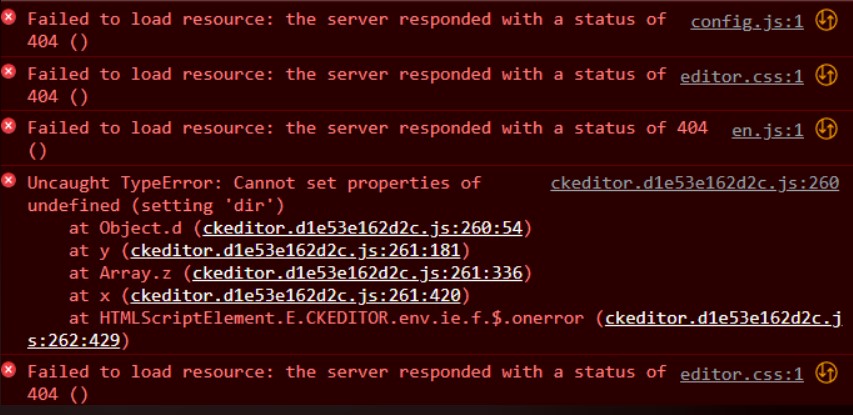 Failed to load resource: the server responded with a status of config.js:1
404 ()
Failed to load resource: the server responded with a status of editor.css:1
404 ()
Failed to load resource: the server responded with a status of 404 en.js:1
()
Uncaught TypeError: Cannot set properties of ckeditor.d1e53e162d2c.js:260
undefined (setting 'dir')
at Object.d (ckeditor.d1e53e162d2c.js:260:54)
at y (ckeditor.d1e53e162d2c.js:261:181)
at Array.z (ckeditor.d1e53e162d2c.js:261:336)
at x (ckeditor.d1e53e162d2c.js:261:420)
at HTMLScriptElement.E.CKEDITOR.env.ie.f.$.onerror (ckeditor.d1e53e162d2c.j
s:262:429)
Failed to load resource: the server responded with a status of editor.css:1
404 ()